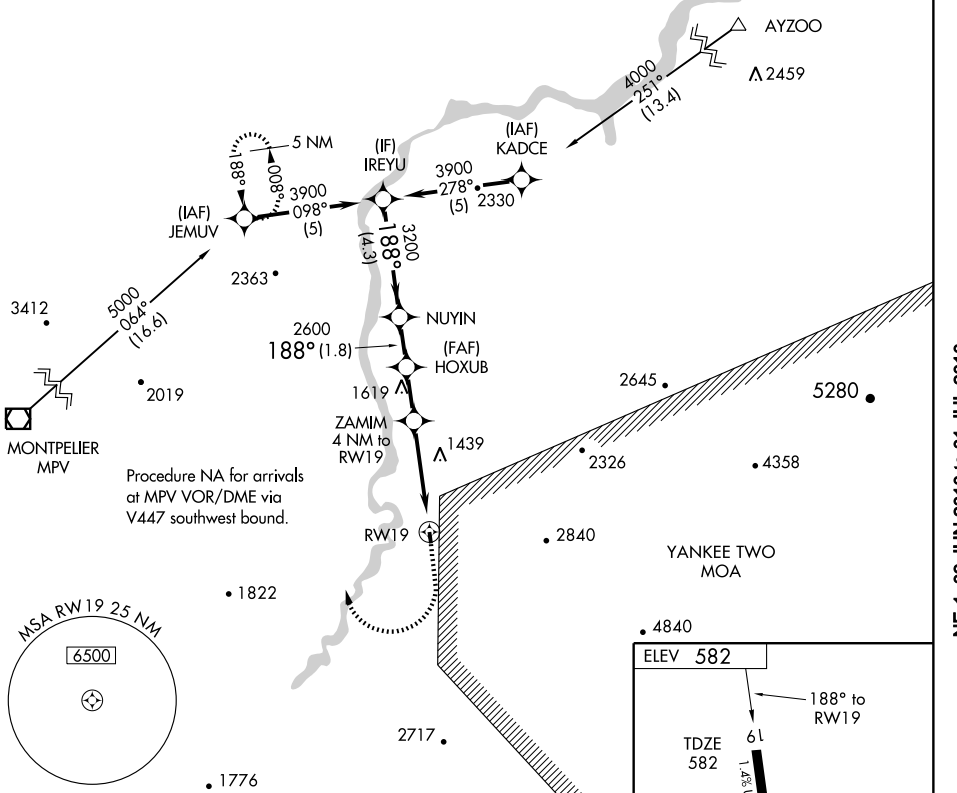 AYZOO
2459
4000
251°
(13.4)
(IAF)
KADCE
(IF)
IREYU
5 NM
188°
008°
3900
278°
(5)
2330
3900
098°
(5)
(IAF)
JEMUV
3200
188°
(4.3)
2363
5000
064°
(16.6)
3412
2019
NUYIN
2600
188° (1.8)
(FAF)
HOXUB
1619
2645
5280
MONTPELIER
MPV
ZAMIM
4 NM to
RW19
1439
2326
4358
Procedure NA for arrivals
at MPV VOR/DME via
V447 southwest bound.
RW19
2840
YANKEE TWO
MOA
1822
MSA RW19 25 NM
6500
4840
ELEV 582
188° to
RW19
19
TDZE
582
1.4%
2717
1776